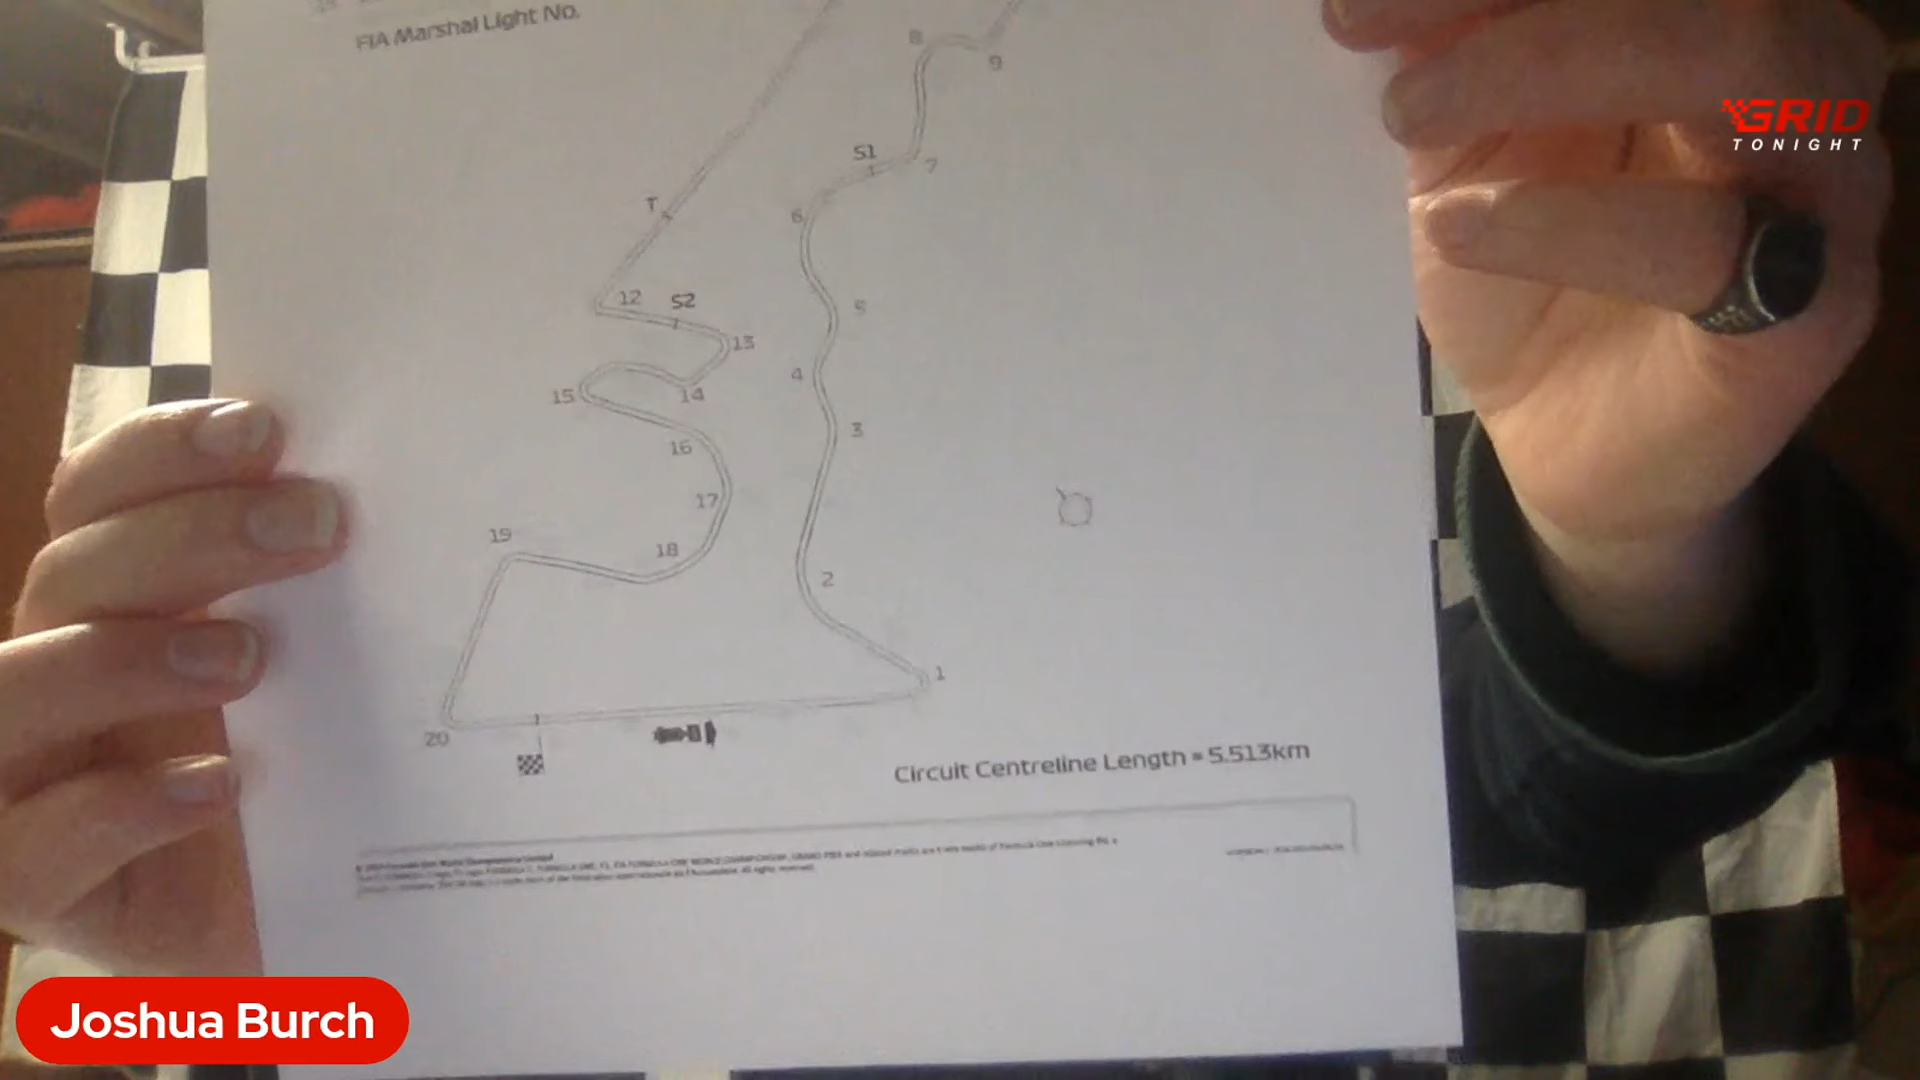 FIA Marshal Light No.
8
9
GRID
TONIGHT
S1
7
T
6
12
S2
5
13
4
15
14
3
16
17
19
18
2
1
20
Circuit Centreline Length = 5.513km
Joshua Burch